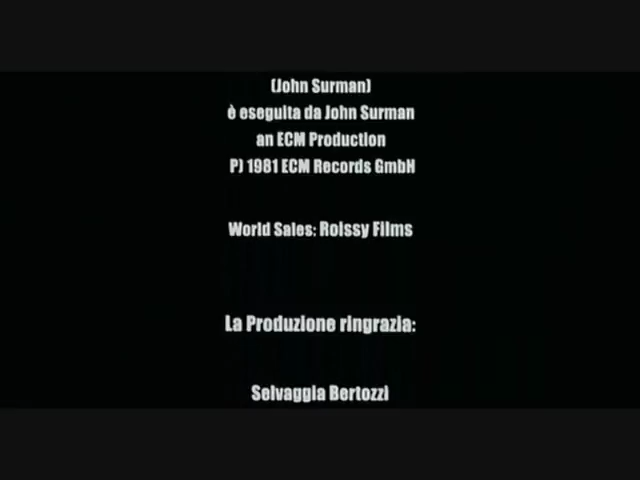 (John Surman)
è eseguita da John Surman
an ECM Production
P) 1981 ECM Records GmbH
World Sales: Roissy Films
La Produzione ringrazia:
Selvaggia Bertozzi